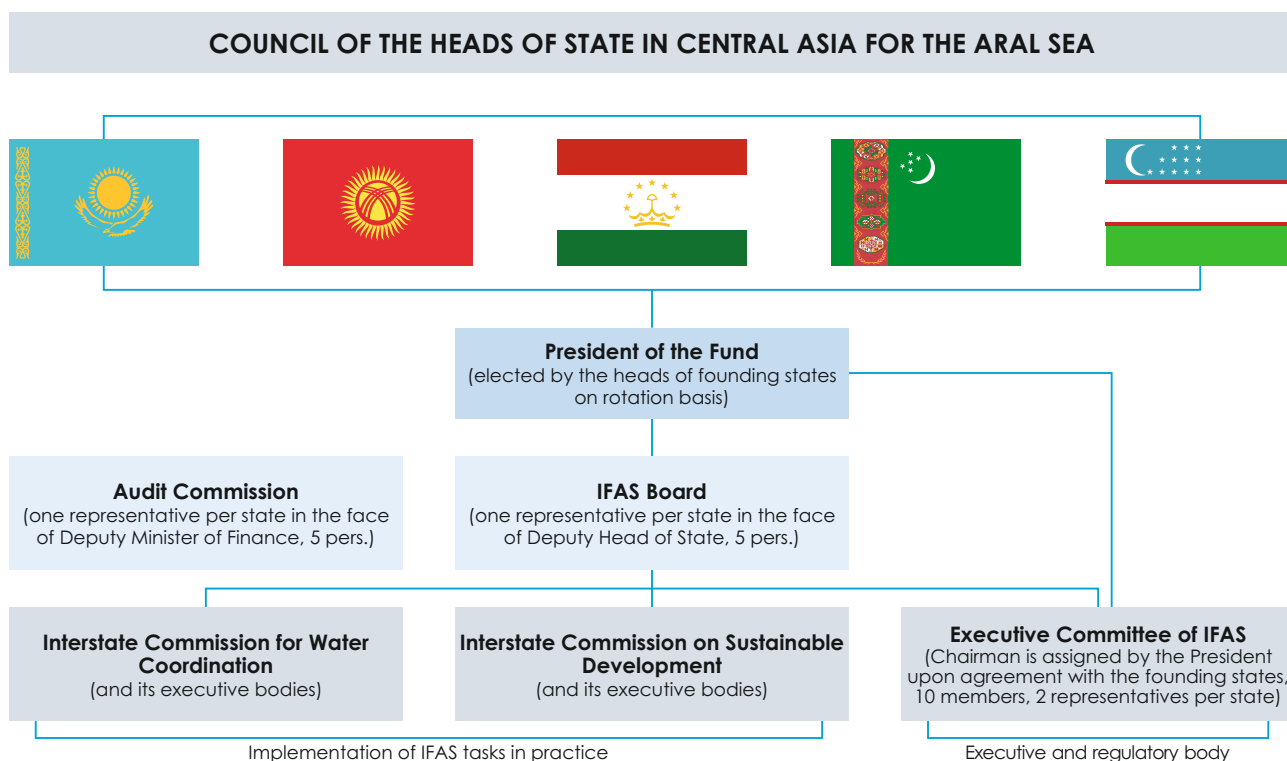 COUNCIL OF THE HEADS OF STATE IN CENTRAL ASIA FOR THE ARAL SEA
President of the Fund
(elected by the heads of founding states
on rotation basis)
Audit Commission
(one representative per state in the face
of Deputy Minister of Finance, 5 pers.)
IFAS Board
(one representative per state in the face
of Deputy Head of State, 5 pers.)
Interstate Commission for Water
Coordination
(and its executive bodies)
Interstate Commission on Sustainable
Development
(and its executive bodies)
Executive Committee of IFAS
(Chairman is assigned by the President
upon agreement with the founding states,
10 members, 2 representatives per state)
Implementation of IFAS tasks in practice
Executive and regulatory body